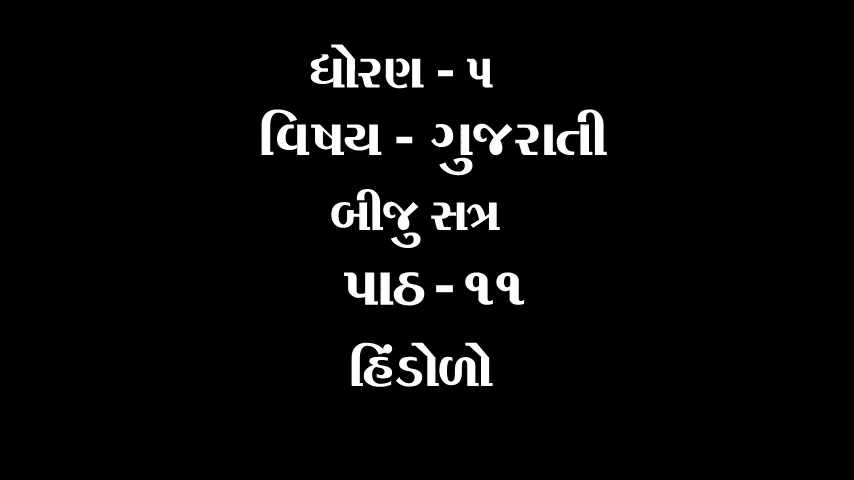 ધોરણ - ૫
વિષય - ગુજરાતી
બીજુ સત્ર
પાઠ - ૧૧
હિંડોળો